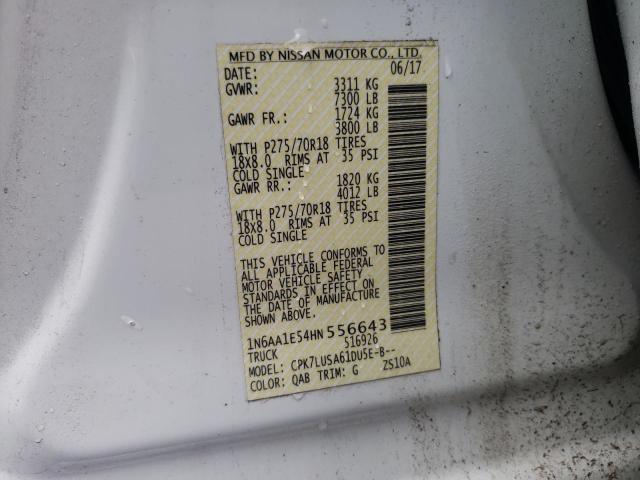 MFD BY NISSAN MOTOR CO., LTD.
DATE: 06/17
GVWR: 3311 KG
7300 LB
GAWR FR.: 1724 KG
3800 LB
WITH P275/70R18 TIRES
18X8.0 RIMS AT 35 PSI
COLD SINGLE
GAWR RR.: 1820 KG
4012 LB
WITH P275/70R18 TIRES
18X8.0 RIMS AT 35 PSI
COLD SINGLE
THIS VEHICLE CONFORMS TO
ALL APPLICABLE FEDERAL
MOTOR VEHICLE SAFETY
STANDARDS IN EFFECT ON
THE DATE OF MANUFACTURE
SHOWN ABOVE.
1N6AA1E54HN 556643
TRUCK 516926
MODEL: CPK7LUSA61DU5E-B--
COLOR: QAB TRIM: G ZS10A